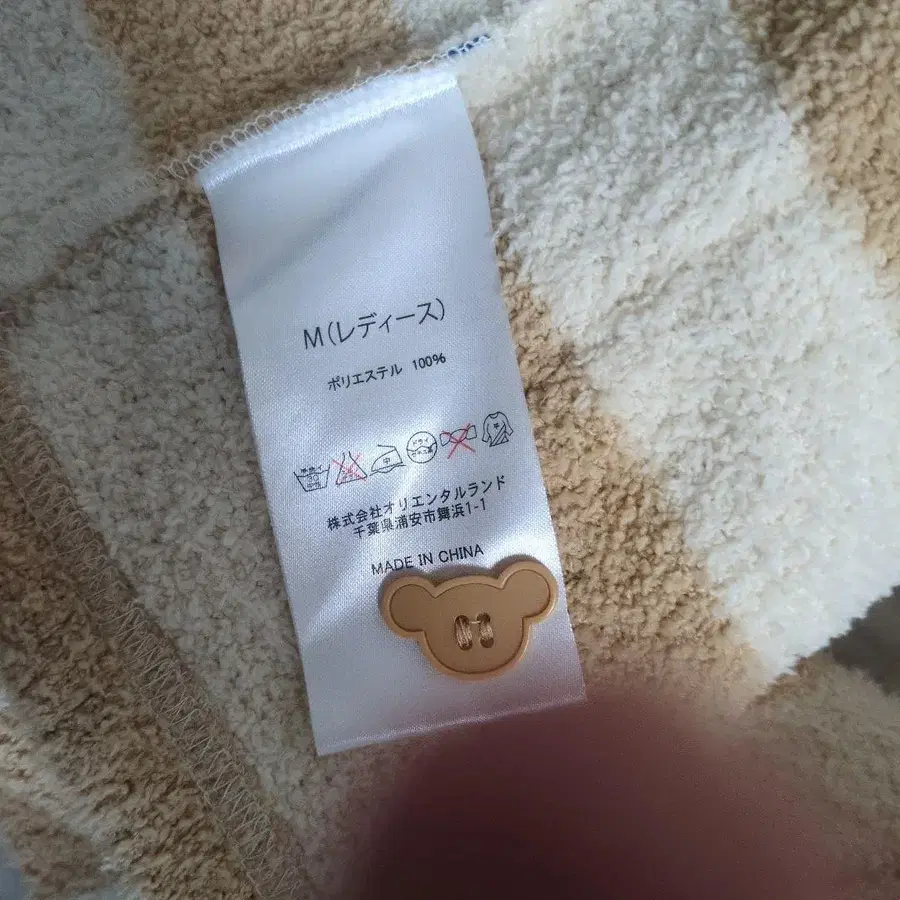 M(レディース)
ポリエステル 100%
中
株式会社オリエンタルランド
千葉県浦安市舞浜1-1
MADE IN CHINA